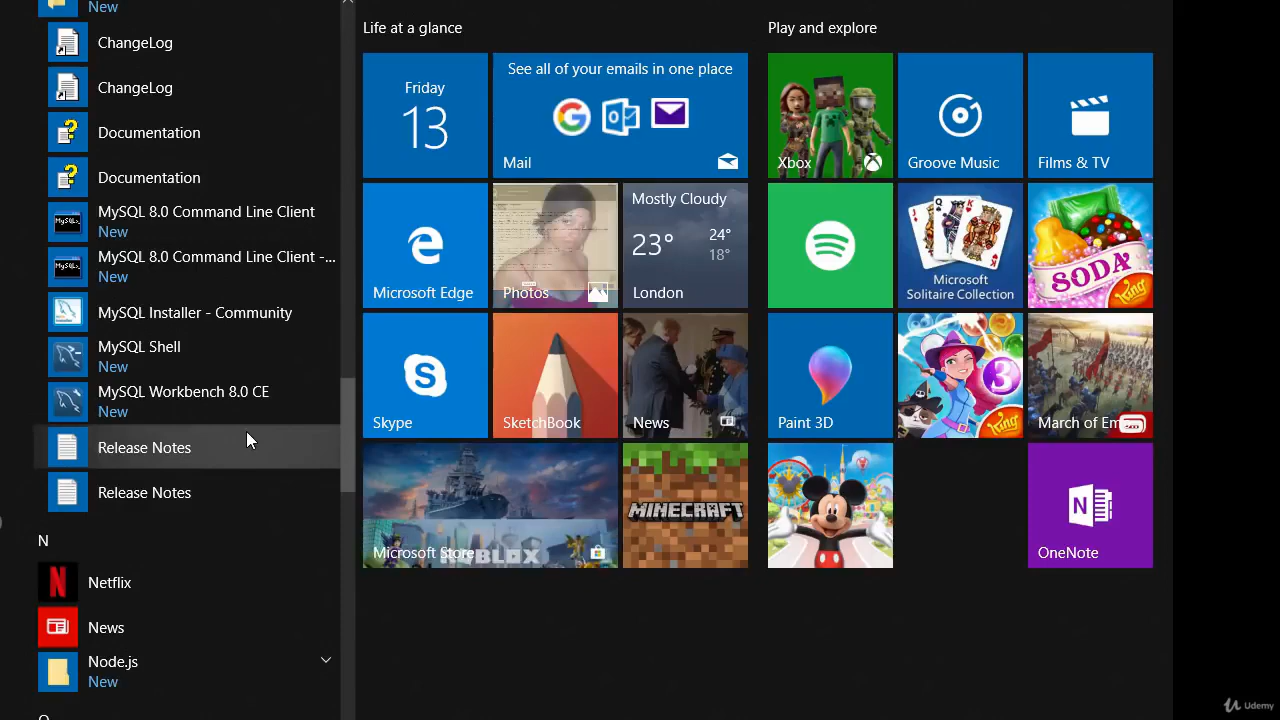 New
ChangeLog
ChangeLog
Documentation
Documentation
MySQL 8.0 Command Line Client
New
MySQL 8.0 Command Line Client -...
New
MySQL Installer - Community
MySQL Shell
New
MySQL Workbench 8.0 CE
New
Release Notes
Release Notes
N
Netflix
News
Node.js
New
Life at a glance
Friday
13
See all of your emails in one place
Mail
Microsoft Edge
Photos
Mostly Cloudy
23°
24°
18°
London
Skype
SketchBook
News
Microsoft Store
ROBLOX
MINECRAFT
Play and explore
Xbox
Groove Music
Films & TV
Microsoft
Solitaire Collection
SODA
King
Paint 3D
3
King
March of Em
OneNote
Udemy